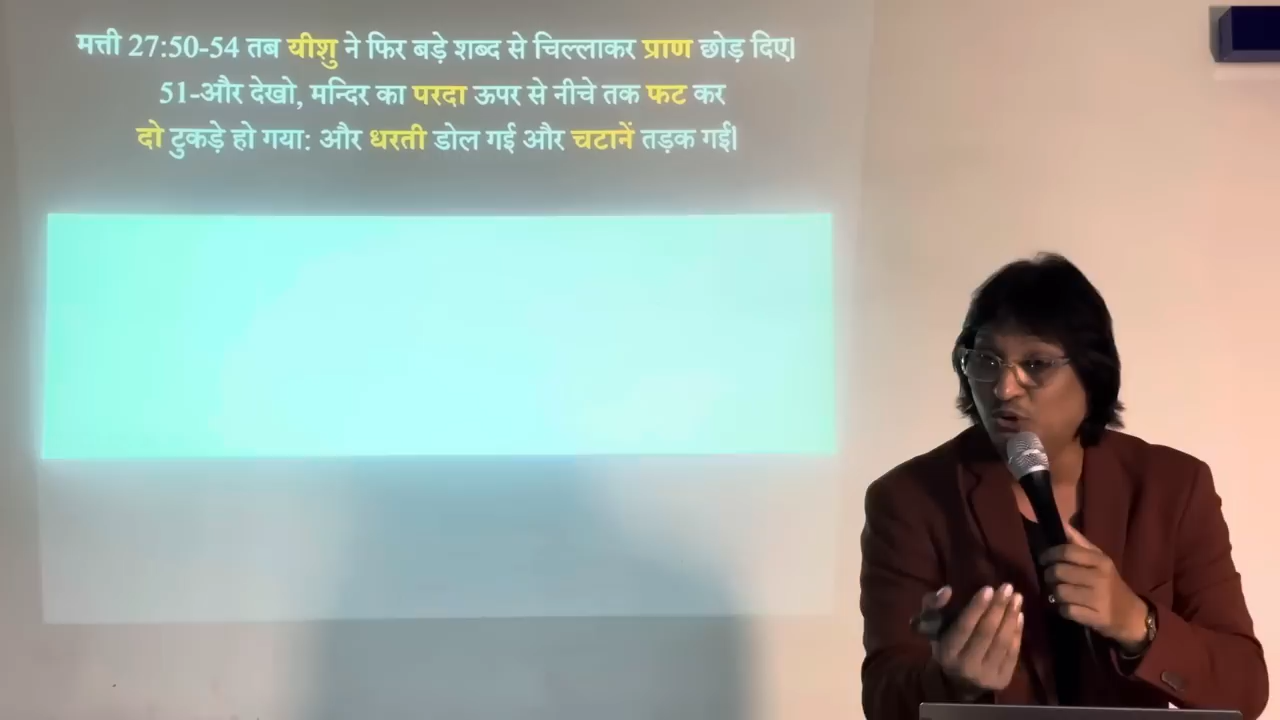 मत्ती 27:50-54 तब यीशु ने फिर बड़े शब्द से चिल्लाकर प्राण छोड़ दिए।
51-और देखो, मन्दिर का परदा ऊपर से नीचे तक फट कर
दो टुकड़े हो गया: और धरती डोल गई और चटानें तड़क गई।